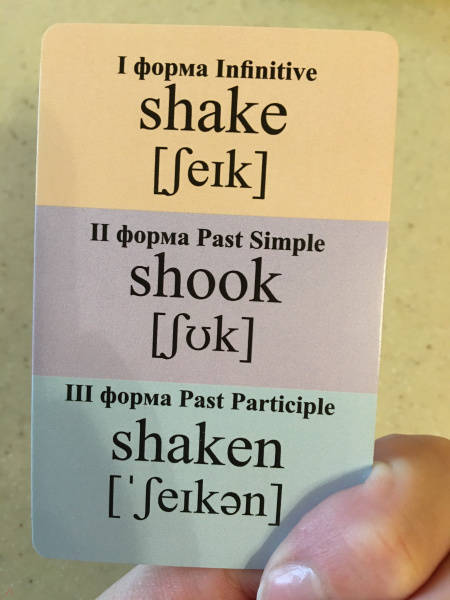 I форма Infinitive
shake
[ʃeɪk]
II форма Past Simple
shook
[ʃʊk]
III форма Past Participle
shaken
[ˈʃeɪkən]